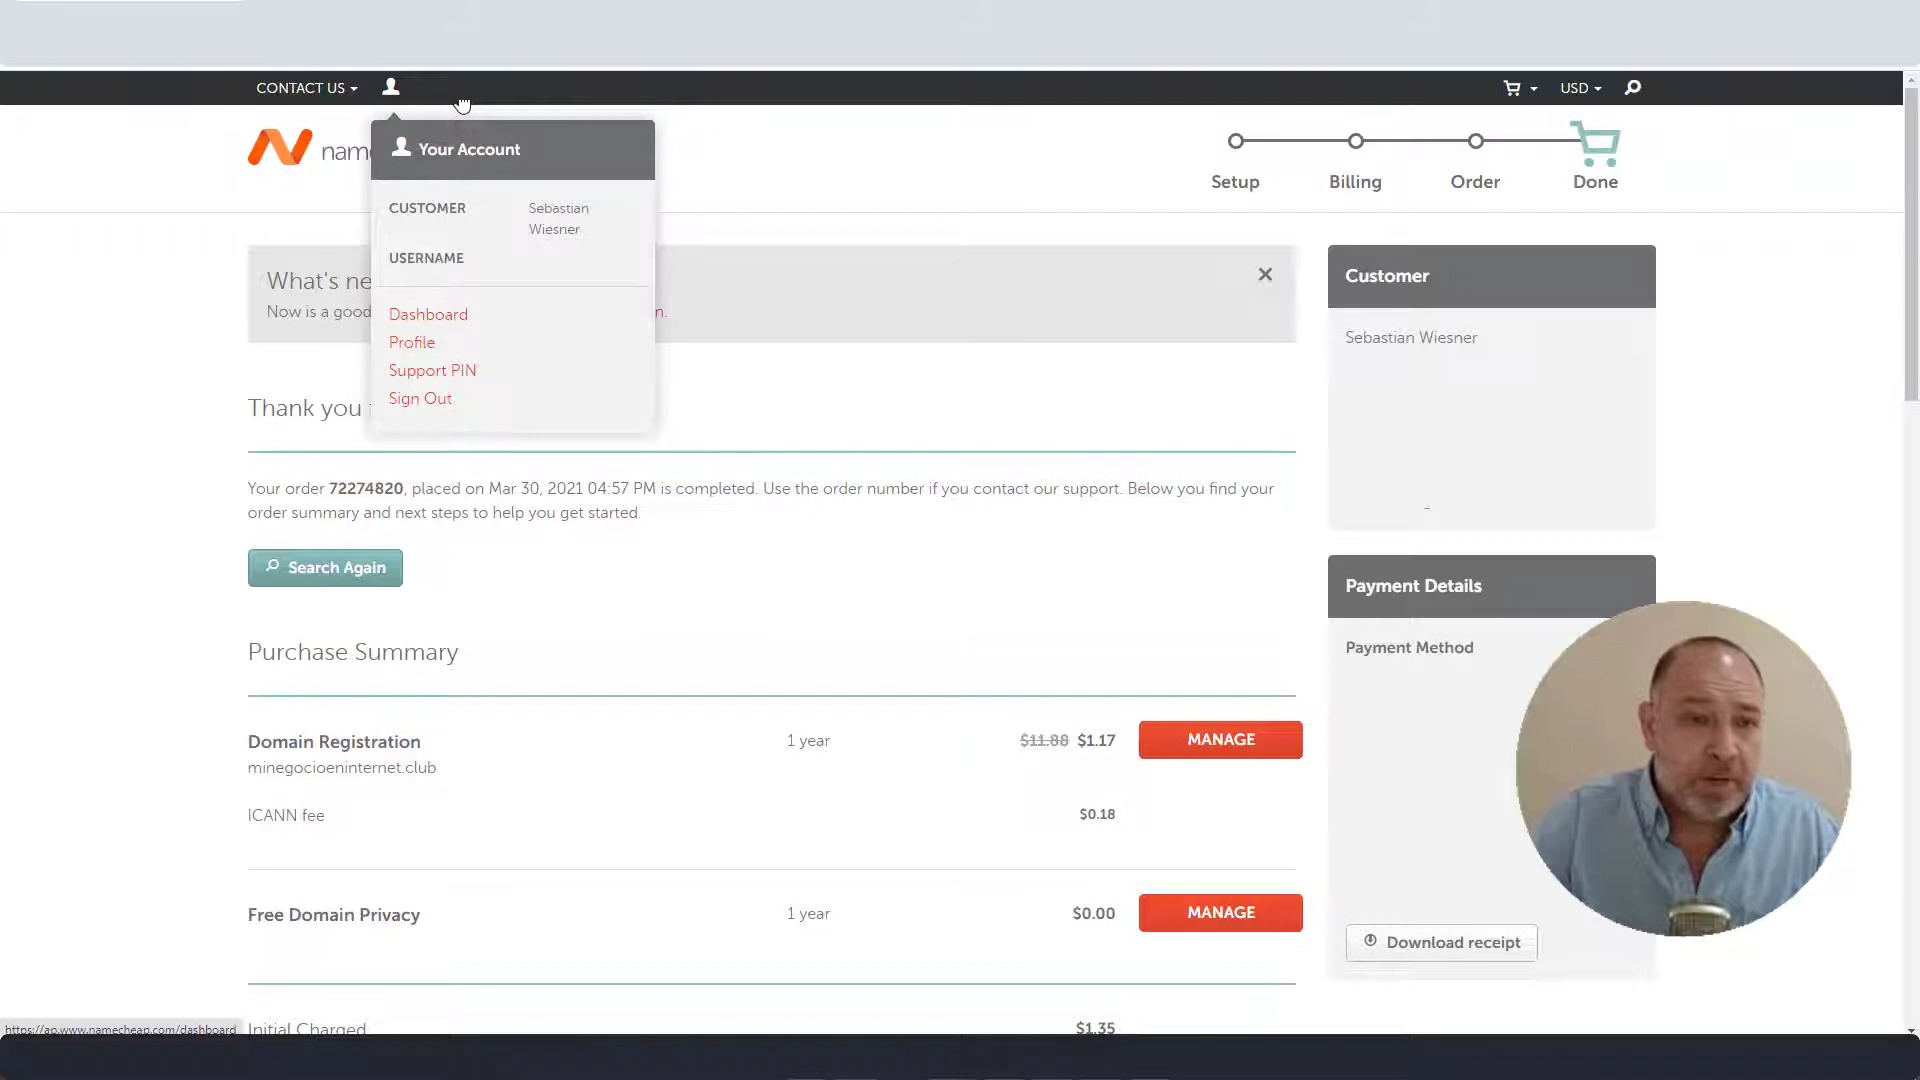 CONTACT US
USD
name
Your Account
CUSTOMER Sebastian
Wiesner
USERNAME
Dashboard
Profile
Support PIN
Sign Out
Setup Billing Order Done
What's ne
Now is a good n.
Thank you
Your order 72274820, placed on Mar 30, 2021 04:57 PM is completed. Use the order number if you contact our support. Below you find your
order summary and next steps to help you get started.
Search Again
Purchase Summary
Domain Registration 1 year $11.88 $1.17 MANAGE
minegocioeninternet.club
ICANN fee $0.18
Free Domain Privacy 1 year $0.00 MANAGE
Initial Charged $1.35
Customer
Sebastian Wiesner
Payment Details
Payment Method
Download receipt
https://ap.www.namecheap.com/dashboard